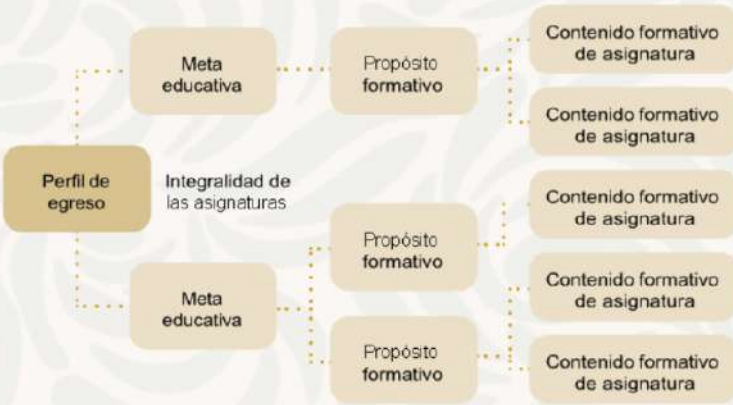 Contenido formativo
de asignatura
Meta
educativa
Propósito
formativo
Contenido formativo
de asignatura
Perfil de
egreso
Integralidad de
las asignaturas
Contenido formativo
de asignatura
Propósito
formativo
Contenido formativo
de asignatura
Meta
educativa
Propósito
formativo
Contenido formativo
de asignatura